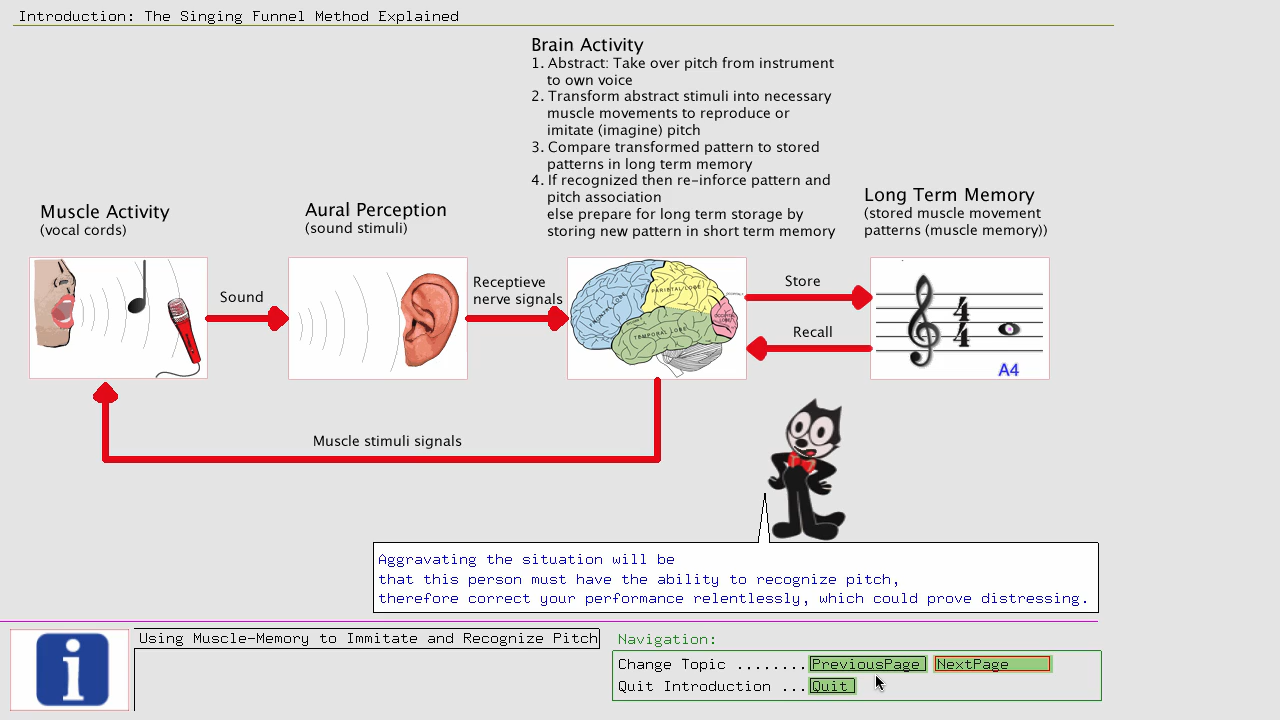 Introduction: The Singing Funnel Method Explained
Brain Activity
1. Abstract: Take over pitch from instrument
to own voice
2. Transform abstract stimuli into necessary
muscle movements to reproduce or
imitate (imagine) pitch
3. Compare transformed pattern to stored
patterns in long term memory
4. If recognized then re-inforce pattern and
pitch association
else prepare for long term storage by
storing new pattern in short term memory
Muscle Activity
(vocal cords)
Aural Perception
(sound stimuli)
Long Term Memory
(stored muscle movement
patterns (muscle memory))
Sound
Receptieve
nerve signals
PARIETAL LOBE
TEMPORAL LOBE
Store
Recall
4
4
A4
Muscle stimuli signals
Aggravating the situation will be
that this person must have the ability to recognize pitch,
therefore correct your performance relentlessly, which could prove distressing.
i
Using Muscle-Memory to Immitate and Recognize Pitch
Navigation:
Change Topic ........PreviousPage NextPage
Quit Introduction ...Quit